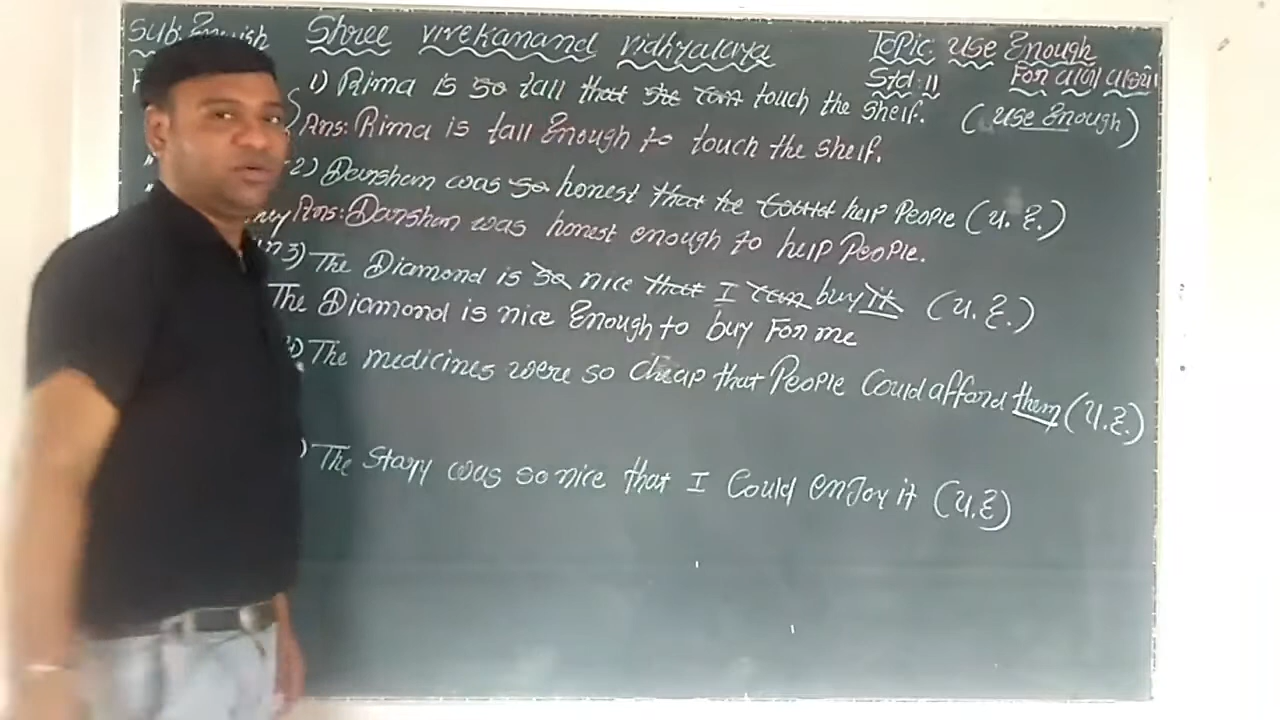 Sub: English Shree vivekanand vidhyalaya Topic: Use Enough
Std: 11 For વાળા વાક્યો
1) Rima is so tall that she can touch the shelf. (Use Enough)
Ans: Rima is tall Enough to touch the shelf.
2) Darshan was so honest that he could help People (U. E.)
Ans: Darshan was honest enough to help People.
3) The Diamond is so nice that I can buy it (U. E.)
The Diamond is nice Enough to buy For me
The medicines were so cheap that People Could afford them (U.E.)
The Story was so nice that I Could enjoy it (U.E)